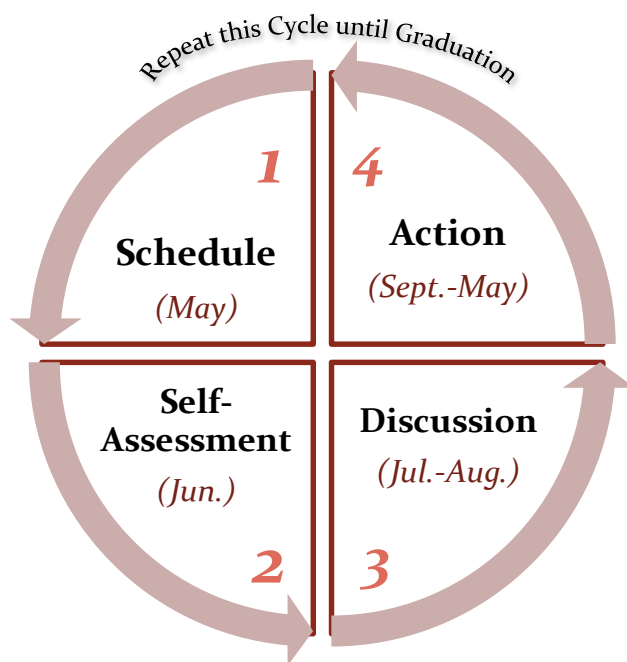 Repeat this Cycle until Graduation
1
Schedule
(May)
2
Self-
Assessment
(Jun.)
3
Discussion
(Jul.-Aug.)
4
Action
(Sept.-May)